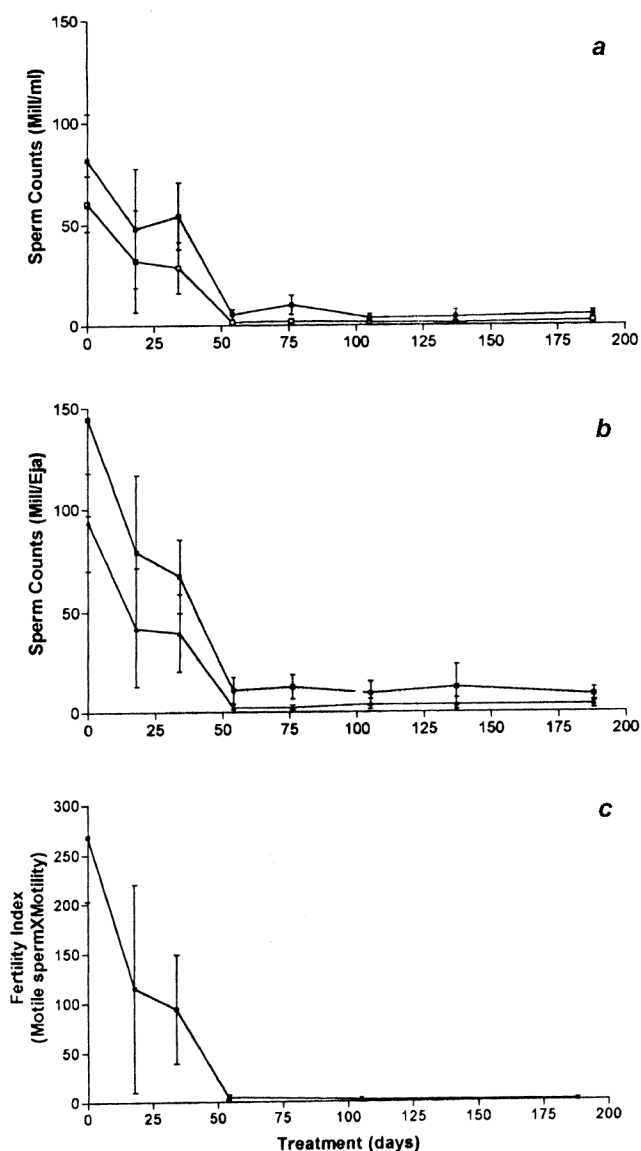 a
150
100
50
0
Sperm Counts (Mill/ml)
0 25 50 75 100 125 150 175 200
b
150
100
50
0
Sperm Counts (Mill/Eja)
0 25 50 75 100 125 150 175 200
c
300
250
200
150
100
50
0
Fertility Index
(Motile spermXMotility)
0 25 50 75 100 125 150 175 200
Treatment (days)